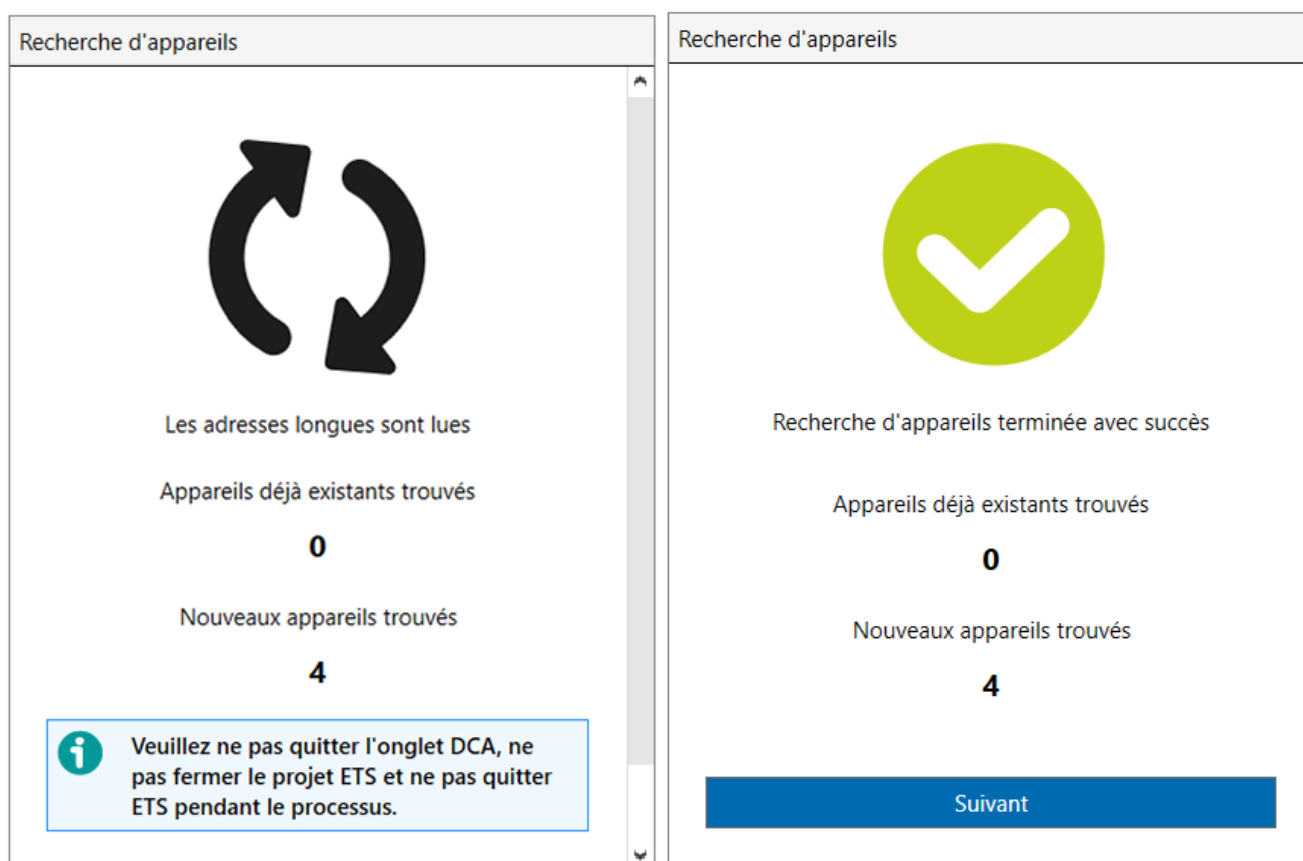 Recherche d'appareils
Les adresses longues sont lues
Appareils déjà existants trouvés
0
Nouveaux appareils trouvés
4
Veuillez ne pas quitter l'onglet DCA, ne
pas fermer le projet ETS et ne pas quitter
ETS pendant le processus.
Recherche d'appareils
Recherche d'appareils terminée avec succès
Appareils déjà existants trouvés
0
Nouveaux appareils trouvés
4
Suivant